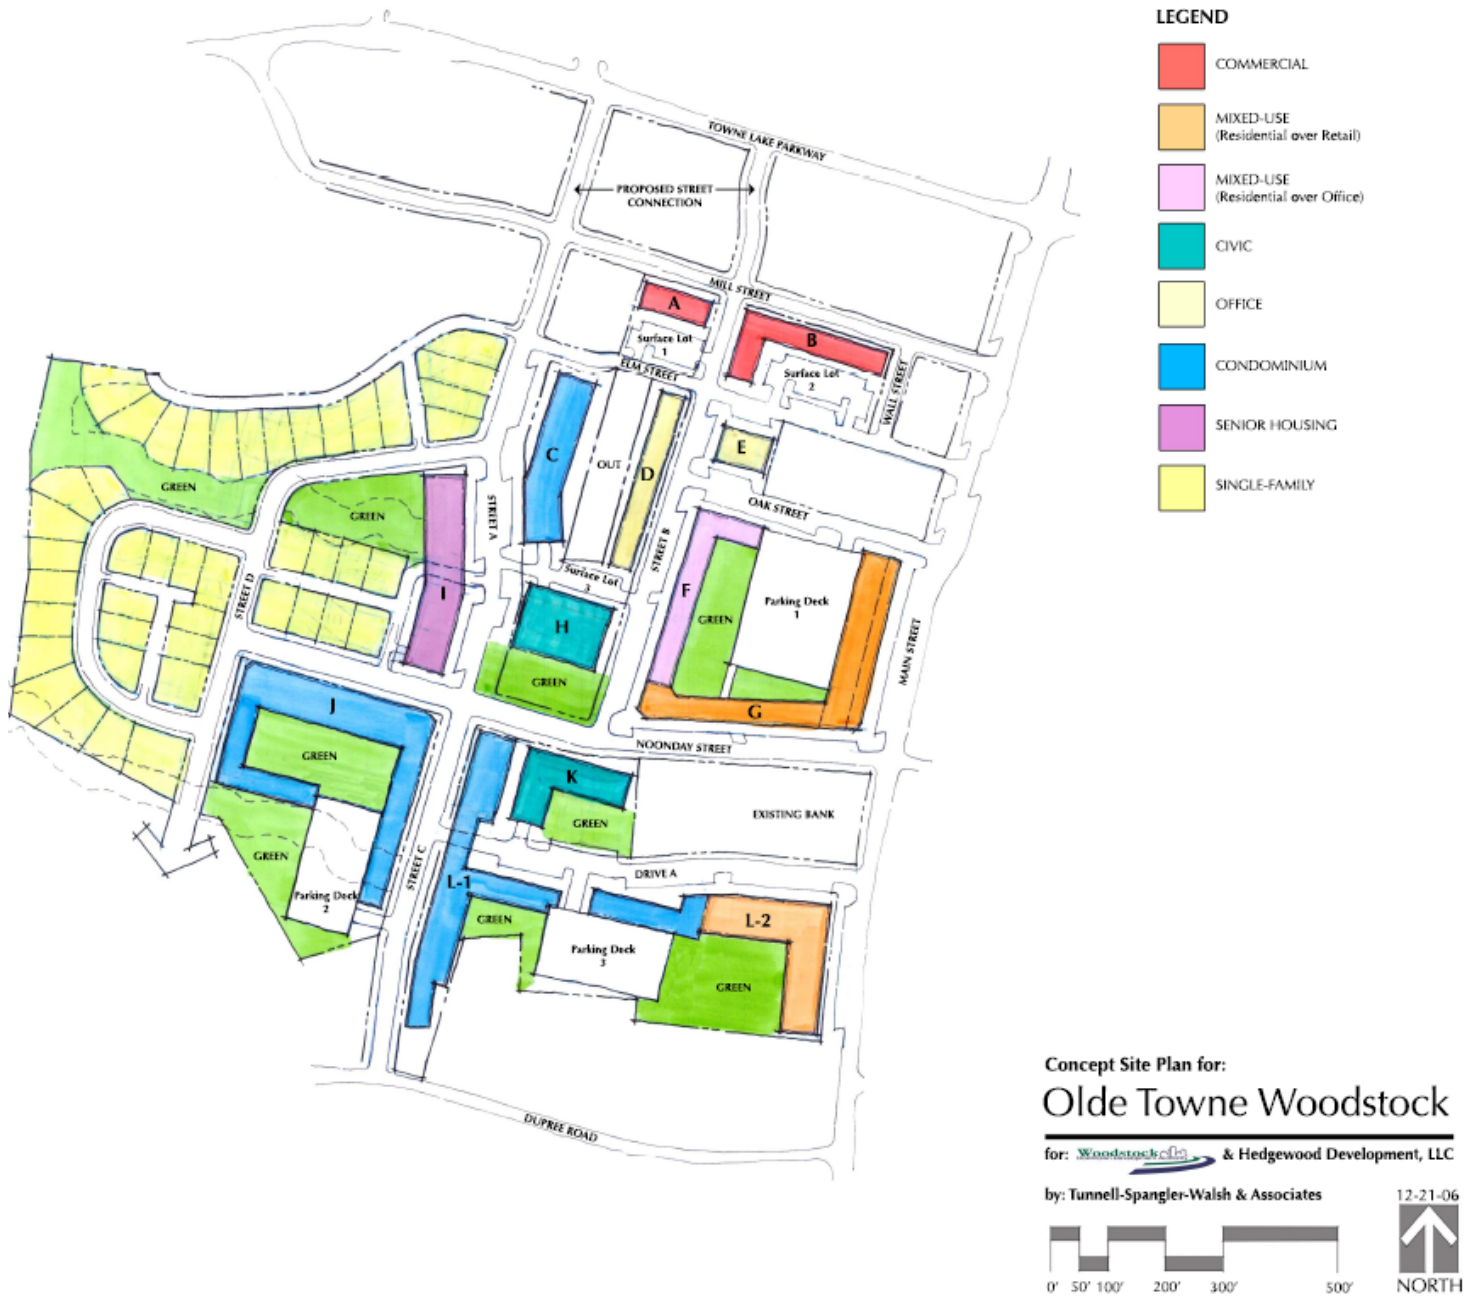 LEGEND
COMMERCIAL
MIXED-USE
(Residential over Retail)
MIXED-USE
(Residential over Office)
CIVIC
OFFICE
CONDOMINIUM
SENIOR HOUSING
SINGLE-FAMILY
TOWNE LAKE PARKWAY
PROPOSED STREET
CONNECTION
MILL STREET
A
Surface Lot
1
B
Surface Lot
2
ELM STREET
WALL STREET
C
OUT
D
E
GREEN
GREEN
STREET A
OAK STREET
STREET B
Surface Lot
3
STREET D
I
F
GREEN
Parking Deck
1
H
GREEN
MAIN STREET
J
G
GREEN
NOONDAY STREET
K
GREEN
EXISTING BANK
GREEN
STREET C
DRIVE A
L-1
Parking Deck
2
GREEN
L-2
Parking Deck
3
GREEN
DUPREE ROAD
Concept Site Plan for:
Olde Towne Woodstock
for: Woodstock & Hedgewood Development, LLC
by: Tunnell-Spangler-Walsh & Associates
12-21-06
0' 50' 100' 200' 300' 500'
NORTH